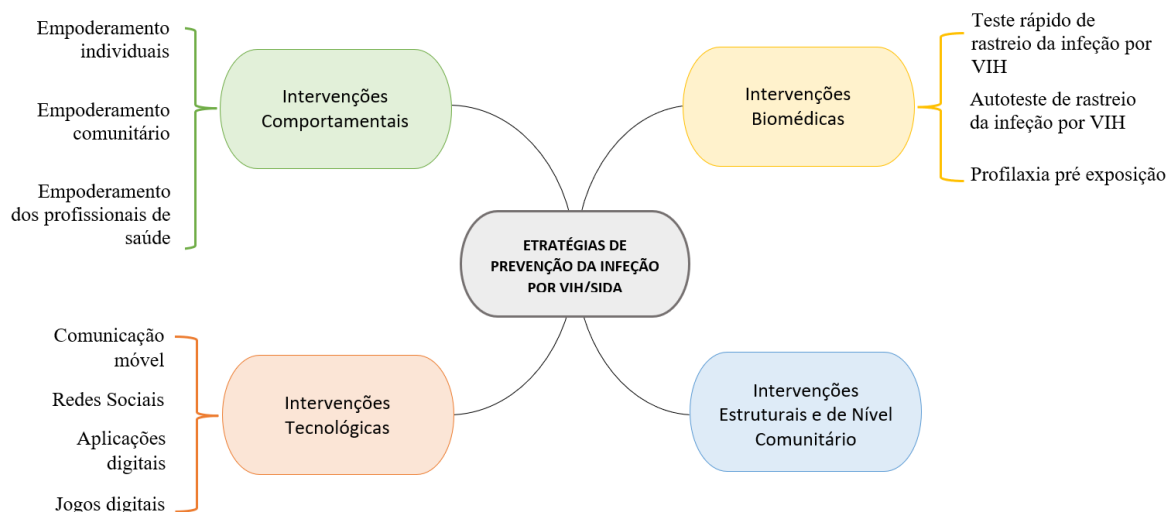 Empoderamento
individuais
Empoderamento
comunitário
Empoderamento
dos profissionais de
saúde
Intervenções
Comportamentais
Intervenções
Biomédicas
Teste rápido de
rastreio da infeção por
VIH
Autoteste de rastreio
da infeção por VIH
Profilaxia pré exposição
ETRATÉGIAS DE
PREVENÇÃO DA INFEÇÃO
POR VIH/SIDA
Comunicação
móvel
Redes Sociais
Aplicações
digitais
Jogos digitais
Intervenções
Tecnológicas
Intervenções
Estruturais e de Nível
Comunitário